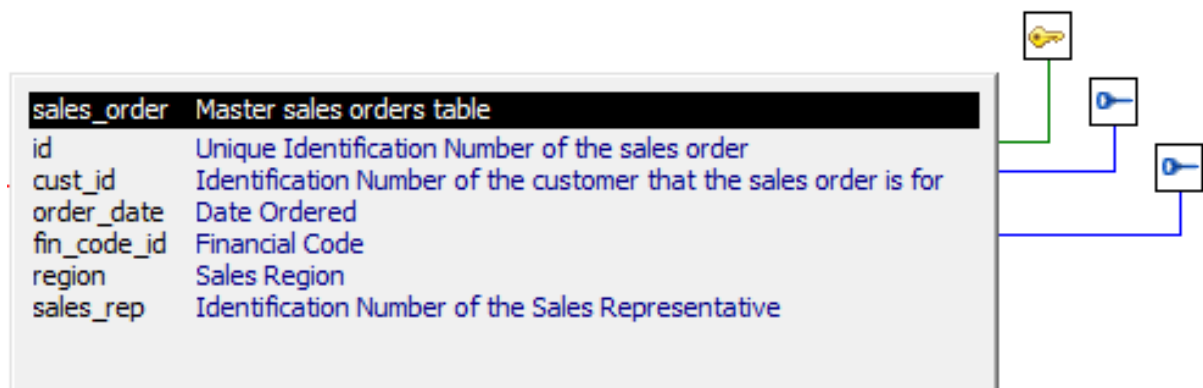 sales_order Master sales orders table
id Unique Identification Number of the sales order
cust_id Identification Number of the customer that the sales order is for
order_date Date Ordered
fin_code_id Financial Code
region Sales Region
sales_rep Identification Number of the Sales Representative